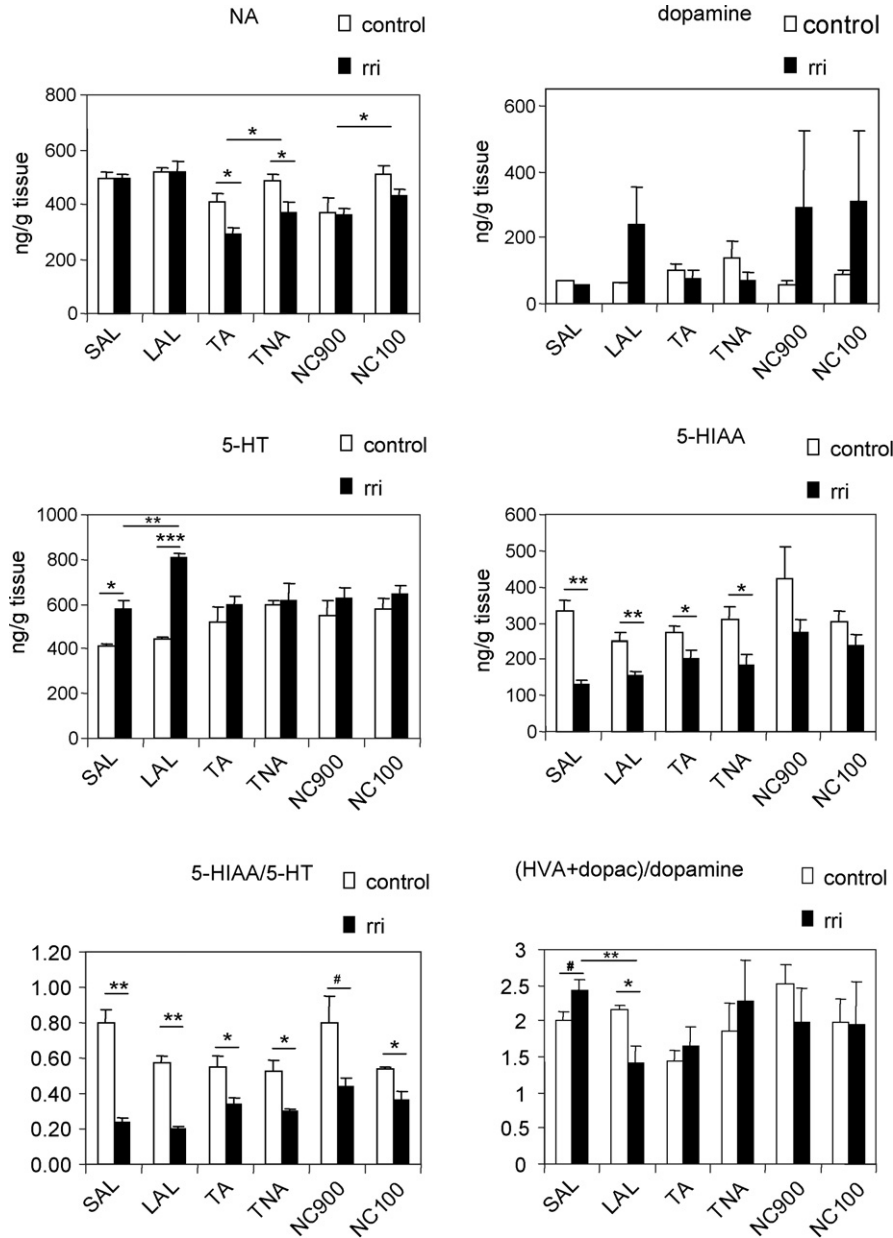 NA
control
rri
800
600
400
200
0
ng/g tissue
*
*
*
*
SAL
LAL
TA
TNA
NC900
NC100
dopamine
control
rri
600
400
200
0
ng/g tissue
SAL
LAL
TA
TNA
NC900
NC100
5-HT
control
rri
1000
800
600
400
200
0
ng/g tissue
**
***
*
SAL
LAL
TA
TNA
NC900
NC100
5-HIAA
control
rri
600
500
400
300
200
100
0
ng/g tissue
**
**
*
*
SAL
LAL
TA
TNA
NC900
NC100
5-HIAA/5-HT
control
rri
1.20
1.00
0.80
0.60
0.40
0.20
0.00
**
**
*
*
#
*
SAL
LAL
TA
TNA
NC900
NC100
(HVA+dopac)/dopamine
control
rri
3
2.5
2
1.5
1
0.5
0
#
**
*
SAL
LAL
TA
TNA
NC900
NC100